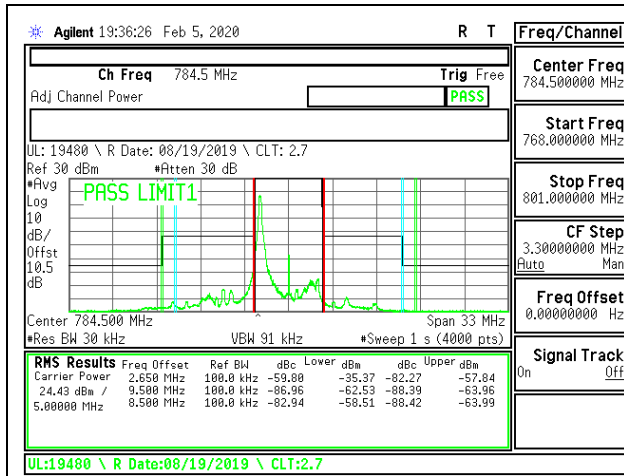 Agilent 19:36:26 Feb 5, 2020 R T
Freq/Channel
Ch Freq 784.5 MHz Trig Free
Adj Channel Power PASS
UL: 19480 \ R Date: 08/19/2019 \ CLT: 2.7
Ref 30 dBm #Atten 30 dB
#Avg
Log
10
dB/
Offst
10.5
dB
PASS LIMIT1
Center 784.500 MHz Span 33 MHz
#Res BW 30 kHz VBW 91 kHz #Sweep 1 s (4000 pts)
RMS Results Freq Offset Ref BW dBc Lower dBm dBc Upper dBm
Carrier Power 2.650 MHz 100.0 kHz -59.80 -35.37 -82.27 -57.84
24.43 dBm / 9.500 MHz 100.0 kHz -86.96 -62.53 -88.39 -63.96
5.00000 MHz 8.500 MHz 100.0 kHz -82.94 -58.51 -88.42 -63.99
UL:19480 \ R Date:08/19/2019 \ CLT:2.7
Center Freq
784.500000 MHz
Start Freq
768.000000 MHz
Stop Freq
801.000000 MHz
CF Step
3.30000000 MHz
Auto Man
Freq Offset
0.00000000 Hz
Signal Track
On Off